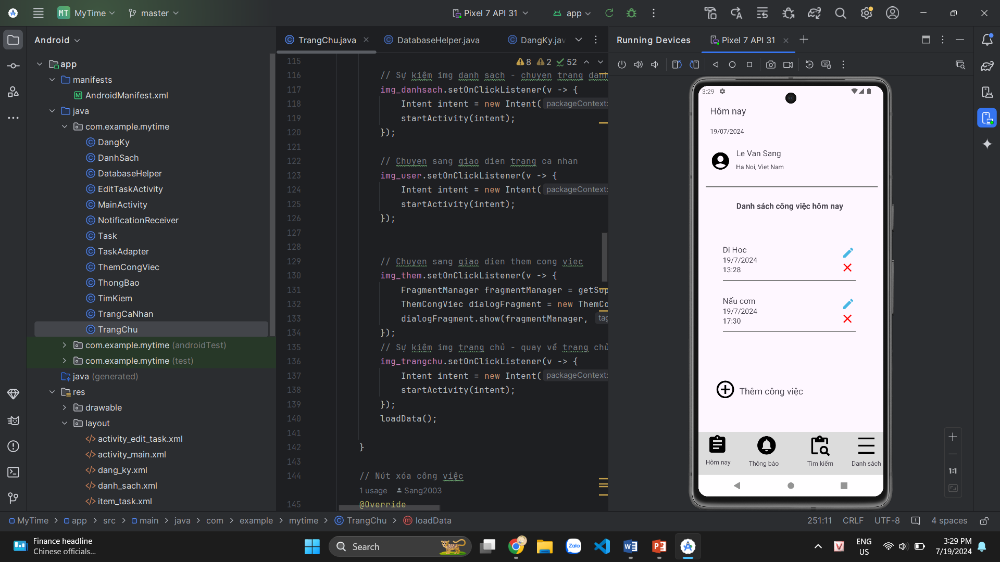 MT MyTime master Pixel 7 API 31 app
Android
TrangChu.java DatabaseHelper.java DangKy.jav
Running Devices Pixel 7 API 31
app
manifests
AndroidManifest.xml
java
com.example.mytime
DangKy
DanhSach
DatabaseHelper
EditTaskActivity
MainActivity
NotificationReceiver
Task
TaskAdapter
ThemCongViec
ThongBao
TimKiem
TrangCaNhan
TrangChu
com.example.mytime (androidTest)
com.example.mytime (test)
java (generated)
res
drawable
layout
activity_edit_task.xml
activity_main.xml
dang_ky.xml
danh_sach.xml
item_task.xml
8 2 52
115
116 // Sự kiêm img danh sach - chuyen trang danh
117 img_danhsach.setOnClickListener(v -> {
118 Intent intent = new Intent( packageContext:
119 startActivity(intent);
120 });
121
122 // Chuyen sang giao dien trang ca nhan
123 img_user.setOnClickListener(v -> {
124 Intent intent = new Intent( packageContext:
125 startActivity(intent);
126 });
127
128
129 // Chuyen sang giao dien them cong viec
130 img_them.setOnClickListener(v -> {
131 FragmentManager fragmentManager = getSup
132 ThemCongViec dialogFragment = new ThemCo
133 dialogFragment.show(fragmentManager, tag
134 });
135 // Sự kiêm img trang chủ - quay về trang chủ
136 img_trangchu.setOnClickListener(v -> {
137 Intent intent = new Intent( packageContext:
138 startActivity(intent);
139 });
140 loadData();
141
142 }
143
144 // Nút xóa công việc
1 usage Sang2003
145 @Override
3:29
Hôm nay
19/07/2024
Le Van Sang
Ha Noi, Viet Nam
Danh sách công việc hôm nay
Di Hoc
19/7/2024
13:28
Nấu cơm
19/7/2024
17:30
Thêm công việc
Hôm nay Thông báo Tìm kiếm Danh sách
1:1
MyTime > app > src > main > java > com > example > mytime > TrangChu > loadData
251:11 CRLF UTF-8 4 spaces
Finance headline
Chinese officials...
Search
Zalo
ENG
US
3:29 PM
7/19/2024